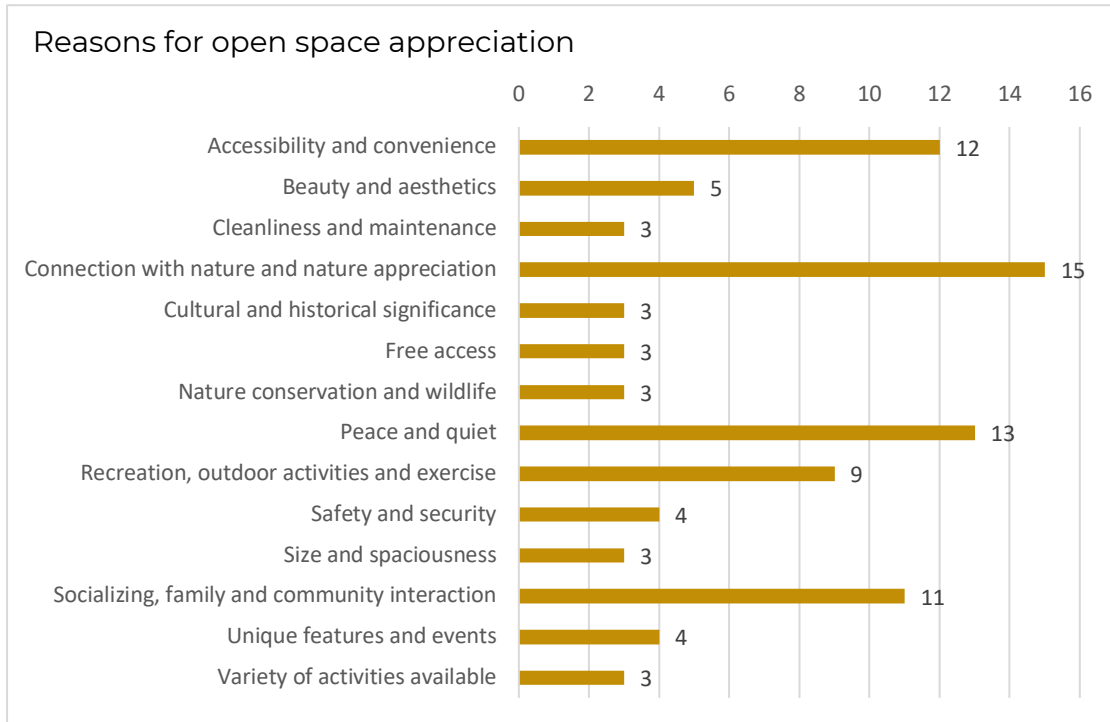 Reasons for open space appreciation
0 2 4 6 8 10 12 14 16
Accessibility and convenience 12
Beauty and aesthetics 5
Cleanliness and maintenance 3
Connection with nature and nature appreciation 15
Cultural and historical significance 3
Free access 3
Nature conservation and wildlife 3
Peace and quiet 13
Recreation, outdoor activities and exercise 9
Safety and security 4
Size and spaciousness 3
Socializing, family and community interaction 11
Unique features and events 4
Variety of activities available 3